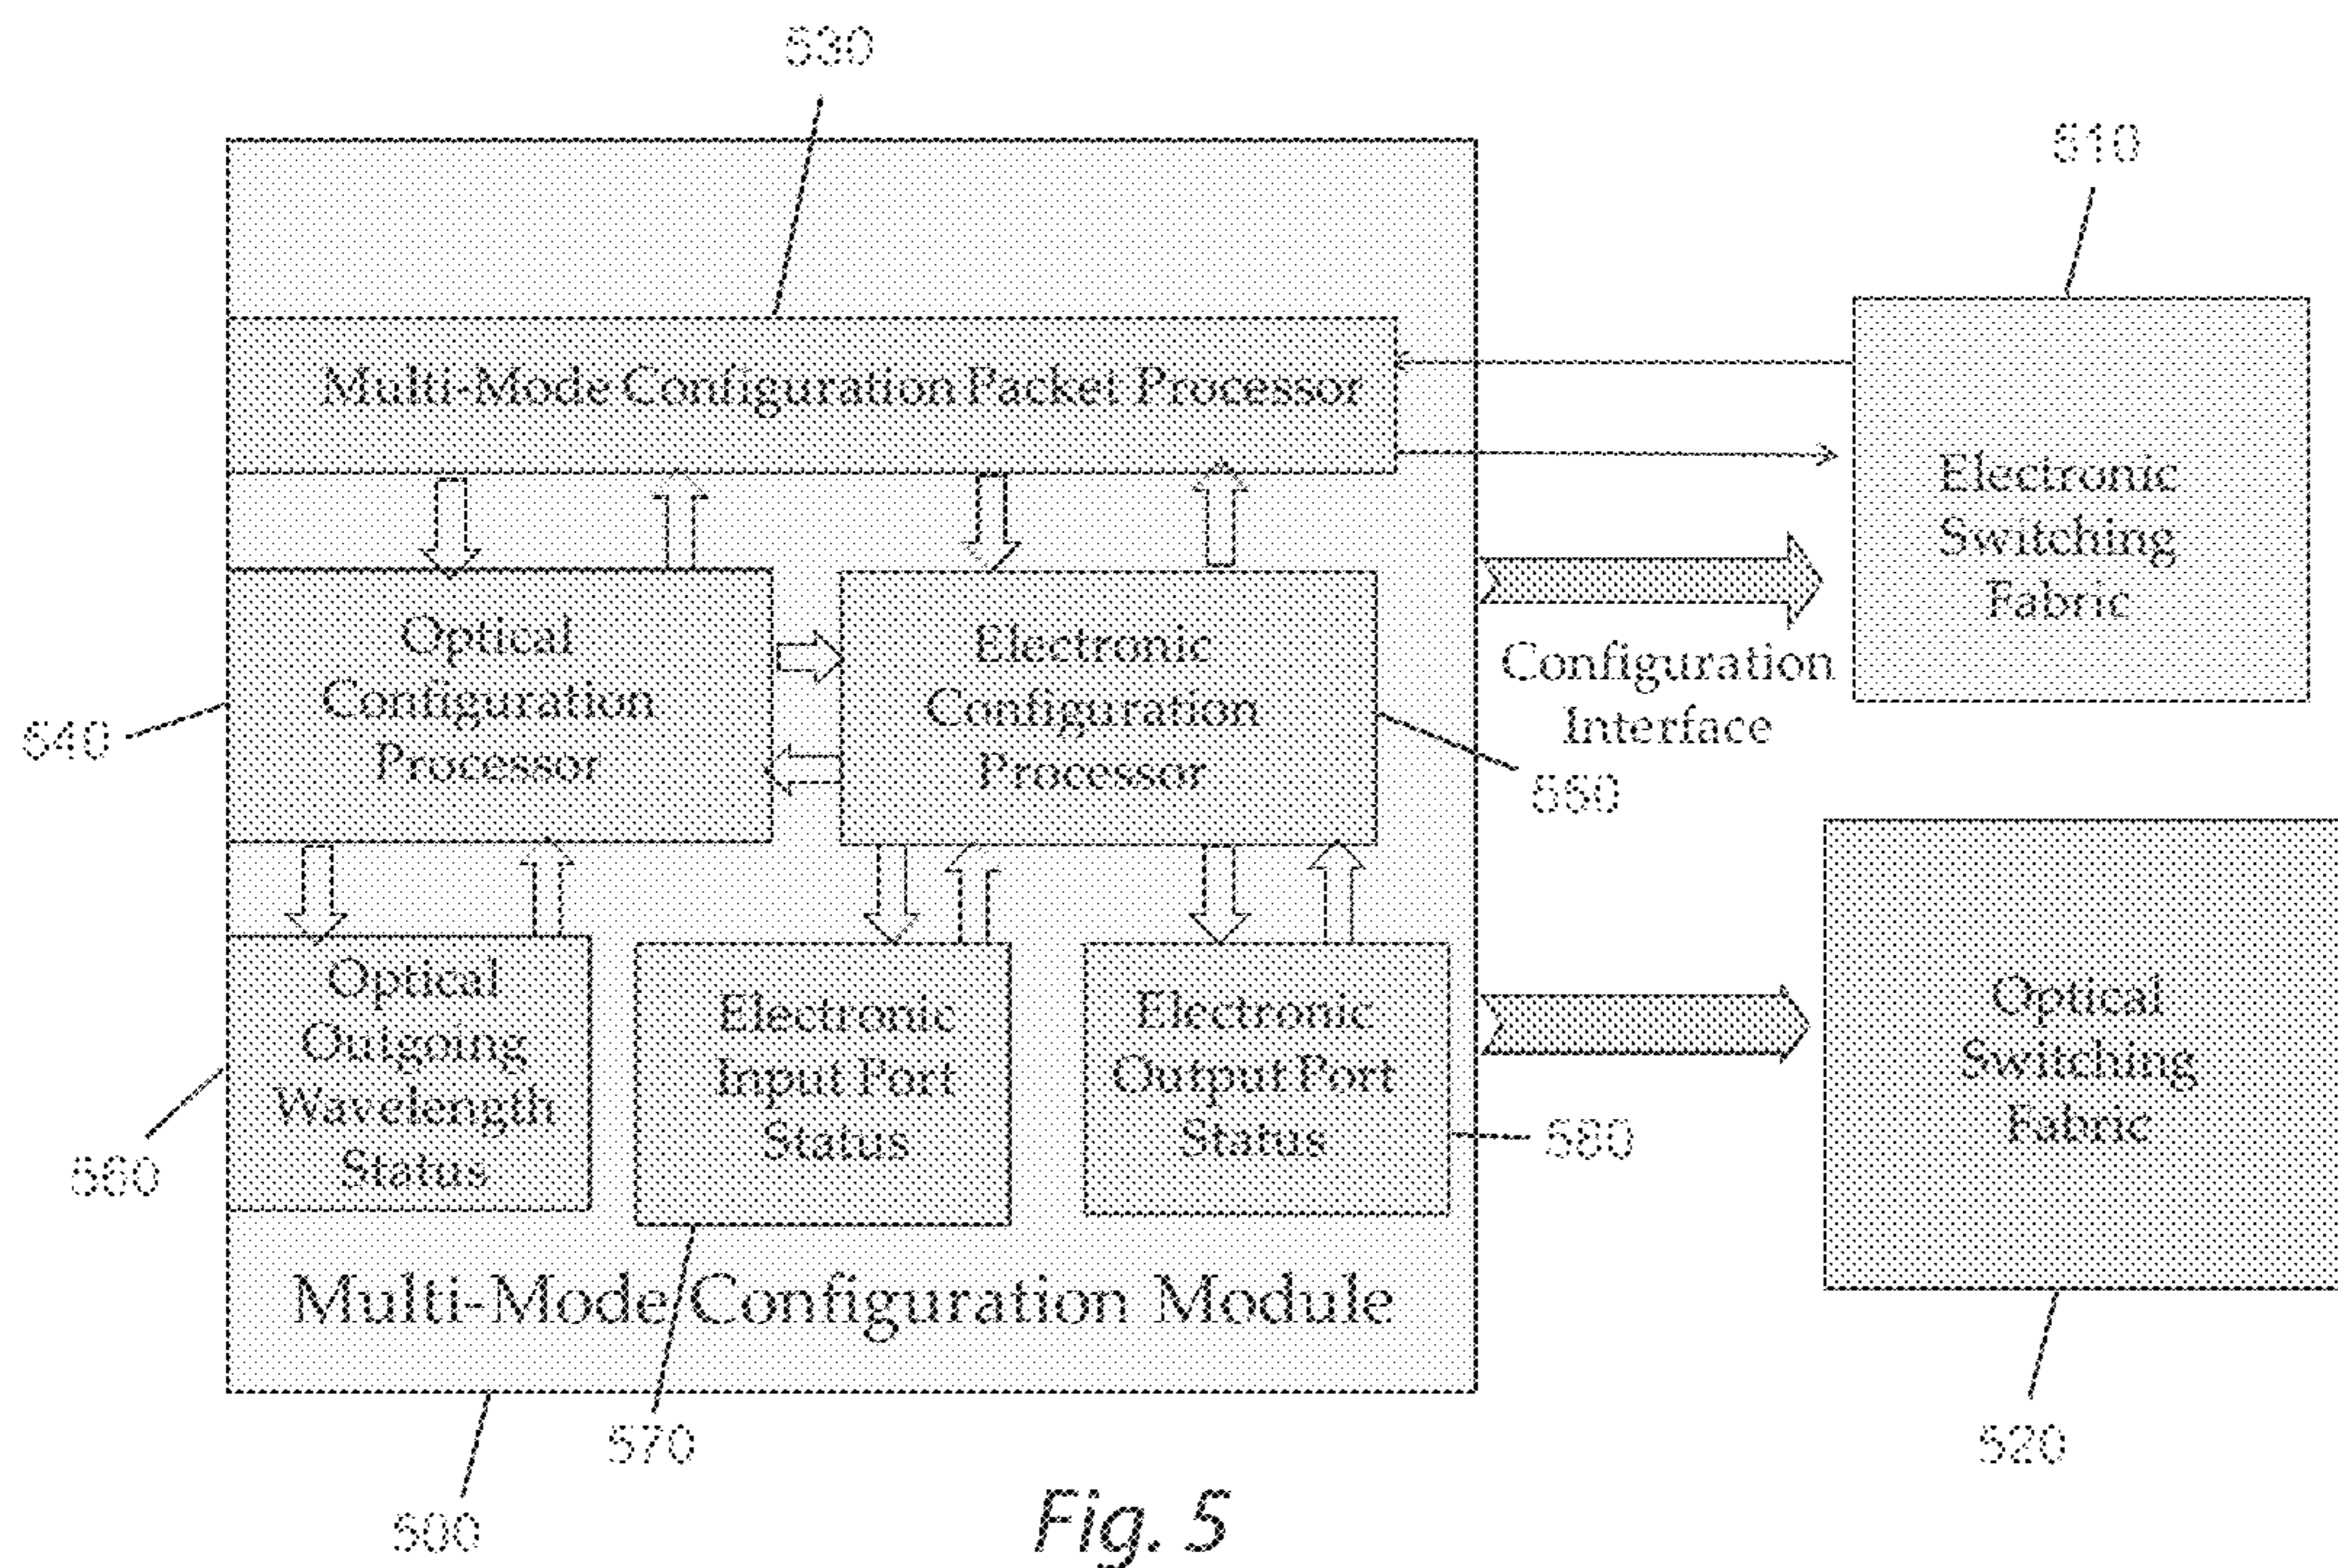 530
510
Multi-Mode Configuration Packet Processor
Electronic
Switching
Fabric
Optical
Configuration
Processor
Electronic
Configuration
Processor
Configuration
Interface
540
550
Optical
Outgoing
Wavelength
Status
Electronic
Input Port
Status
Electronic
Output Port
Status
Optical
Switching
Fabric
560
580
Multi-Mode Configuration Module
570
520
500
Fig. 5